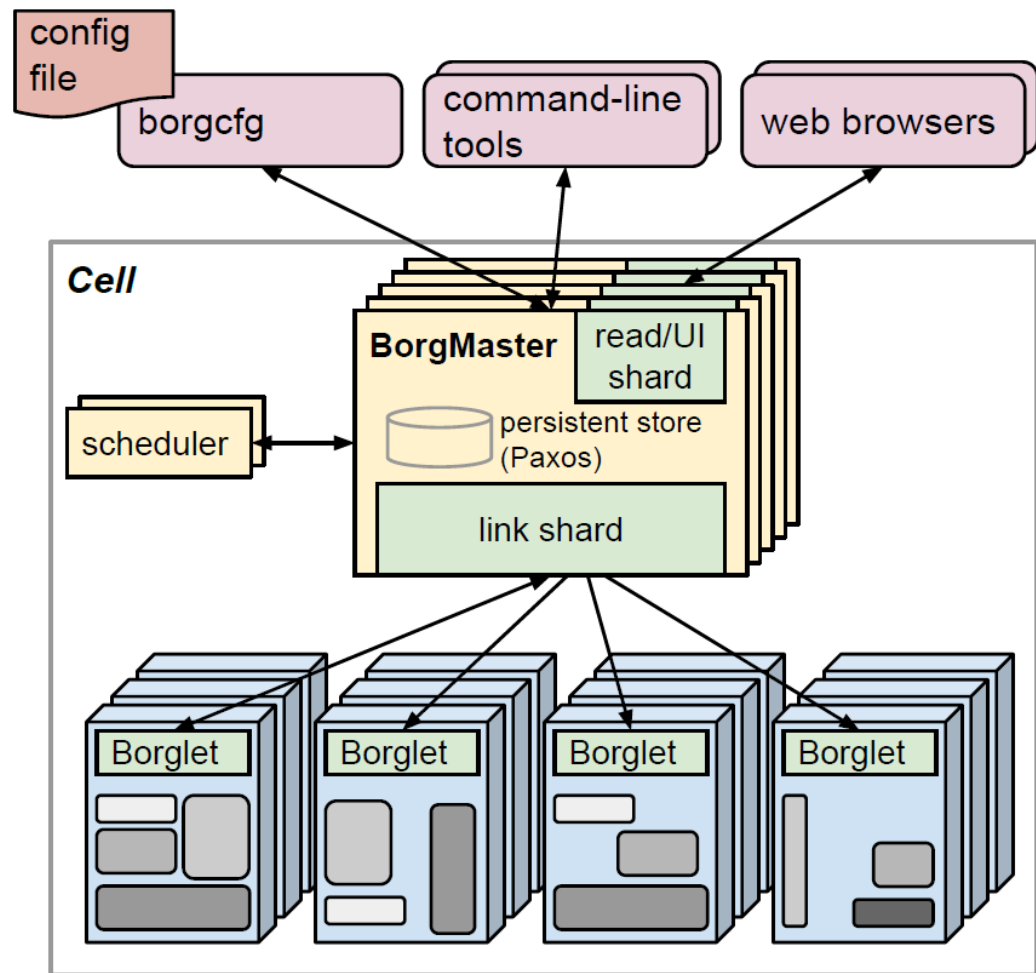 config
file
borgcfg
command-line
tools
web browsers
Cell
BorgMaster
read/UI
shard
scheduler
persistent store
(Paxos)
link shard
Borglet
Borglet
Borglet
Borglet